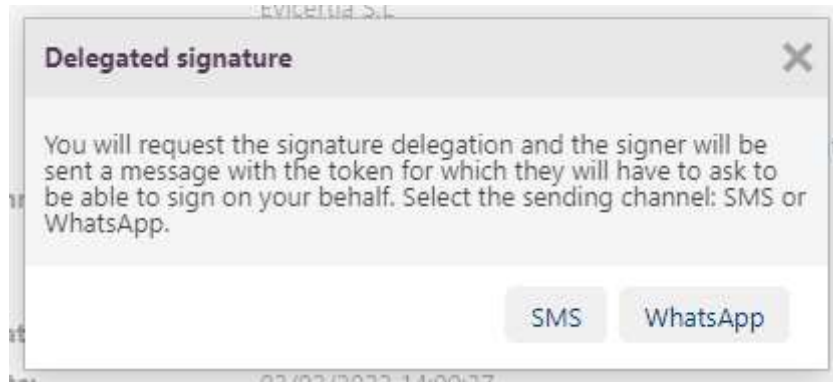 Evicertia S.L
Delegated signature
You will request the signature delegation and the signer will be
sent a message with the token for which they will have to ask to
be able to sign on your behalf. Select the sending channel: SMS or
WhatsApp.
SMS WhatsApp